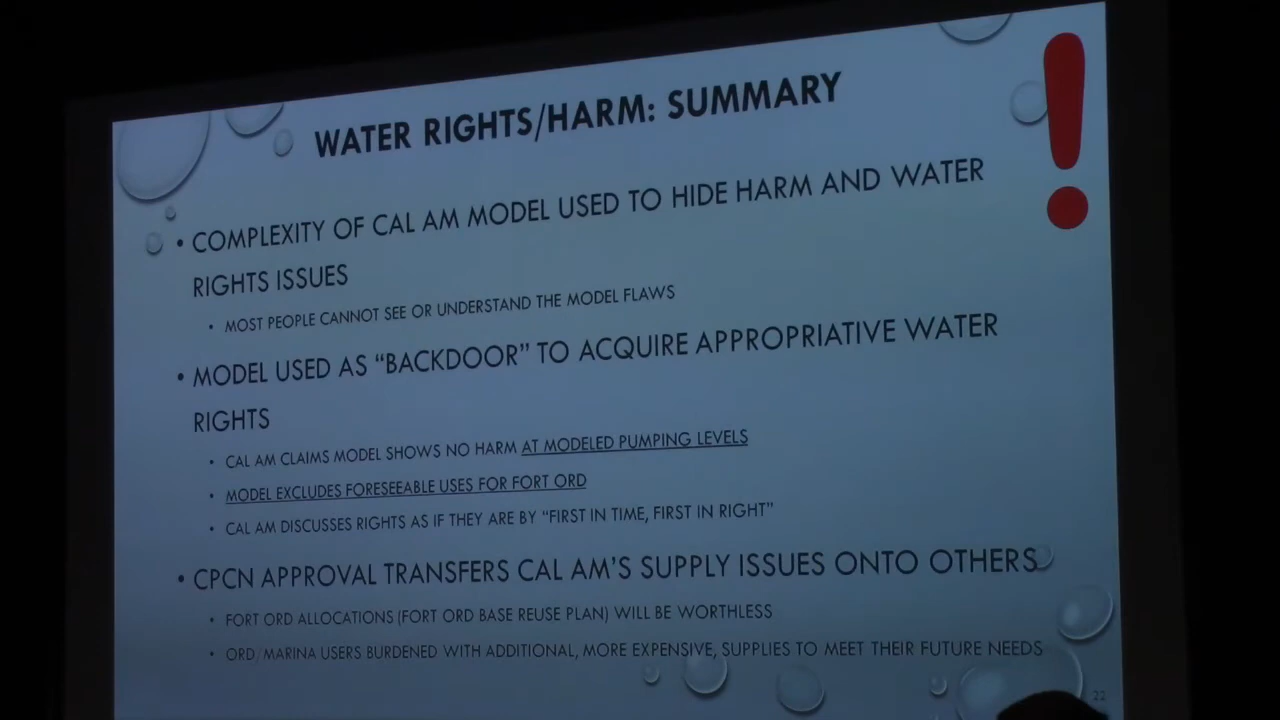 WATER RIGHTS/HARM: SUMMARY
• COMPLEXITY OF CAL AM MODEL USED TO HIDE HARM AND WATER
RIGHTS ISSUES
• MOST PEOPLE CANNOT SEE OR UNDERSTAND THE MODEL FLAWS
• MODEL USED AS “BACKDOOR” TO ACQUIRE APPROPRIATIVE WATER
RIGHTS
• CAL AM CLAIMS MODEL SHOWS NO HARM AT MODELED PUMPING LEVELS
• MODEL EXCLUDES FORESEEABLE USES FOR FORT ORD
• CAL AM DISCUSSES RIGHTS AS IF THEY ARE BY “FIRST IN TIME, FIRST IN RIGHT”
• CPCN APPROVAL TRANSFERS CAL AM’S SUPPLY ISSUES ONTO OTHERS
• FORT ORD ALLOCATIONS (FORT ORD BASE REUSE PLAN) WILL BE WORTHLESS
• ORD/MARINA USERS BURDENED WITH ADDITIONAL, MORE EXPENSIVE, SUPPLIES TO MEET THEIR FUTURE NEEDS
22